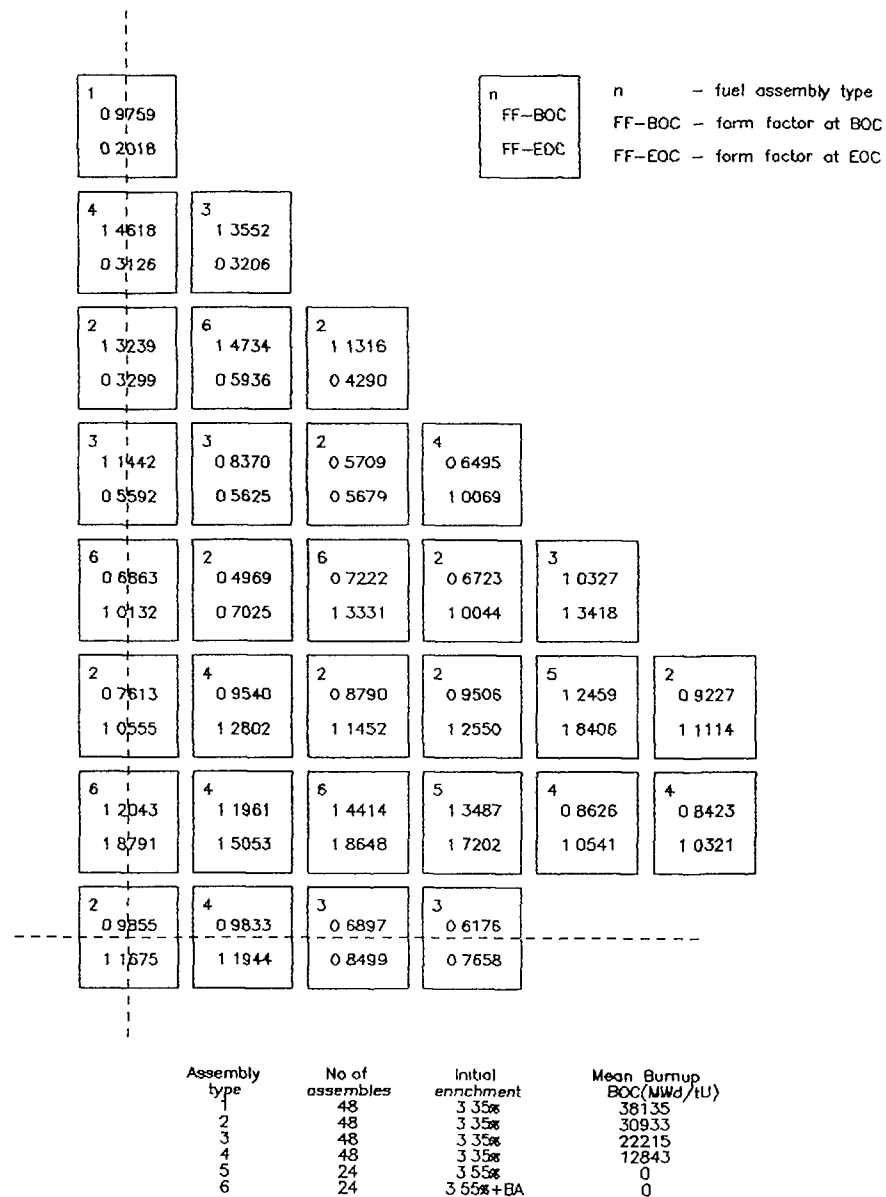 1
0 9759
0 2018
n
FF-BOC
FF-EOC
n – fuel assembly type
FF-BOC – form factor at BOC
FF-EOC – form factor at EOC
4 3
1 4618 1 3552
0 3126 0 3206
2 6 2
1 3239 1 4734 1 1316
0 3299 0 5936 0 4290
3 3 2 4
1 1442 0 8370 0 5709 0 6495
0 5592 0 5625 0 5679 1 0069
6 2 6 2 3
0 6863 0 4969 0 7222 0 6723 1 0327
1 0132 0 7025 1 3331 1 0044 1 3418
2 4 2 2 5 2
0 7613 0 9540 0 8790 0 9506 1 2459 0 9227
1 0555 1 2802 1 1452 1 2550 1 8406 1 1114
6 4 6 5 4 4
1 2043 1 1961 1 4414 1 3487 0 8626 0 8423
1 8791 1 5053 1 8648 1 7202 1 0541 1 0321
2 4 3 3
0 9855 0 9833 0 6897 0 6176
1 1675 1 1944 0 8499 0 7658
Assembly No of Initial Mean Burnup
type assembles ennchment BOC(MWd/tU)
1 48 3 35% 38135
2 48 3 35% 30933
3 48 3 35% 22215
4 48 3 35% 12843
5 24 3 55% 0
6 24 3 55%+BA 0